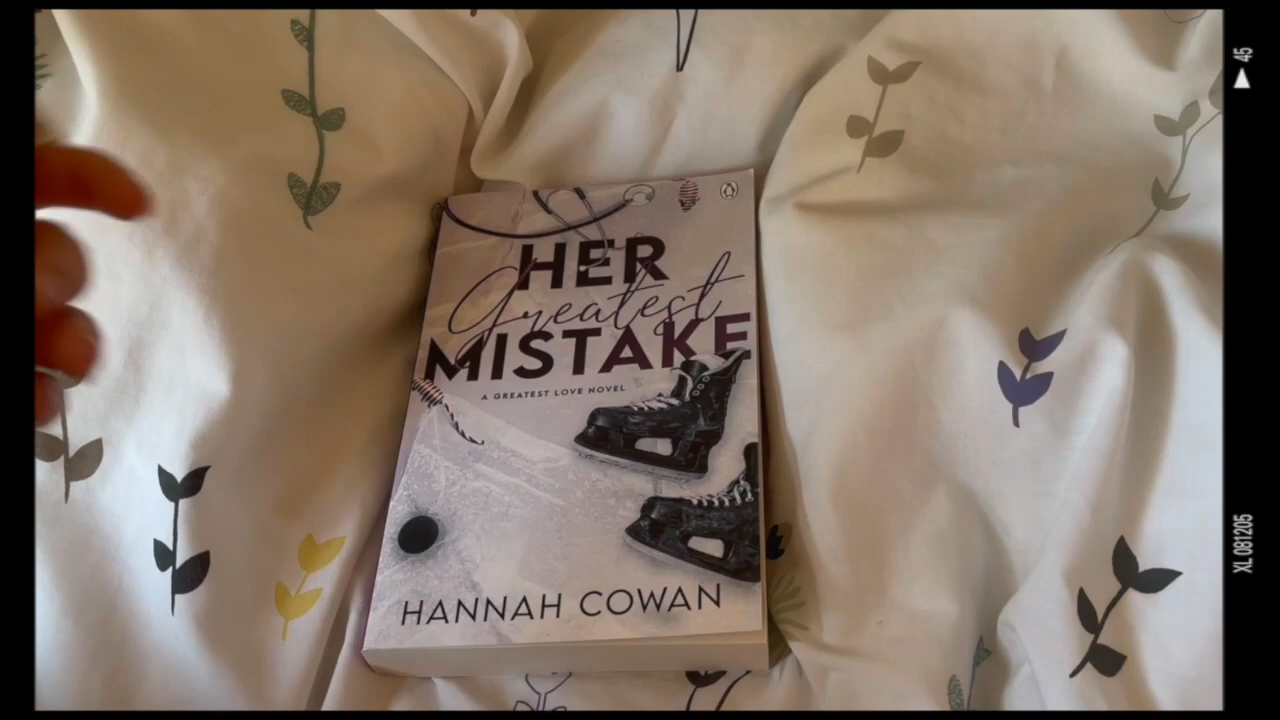 HER
Greatest
MISTAKE
A GREATEST LOVE NOVEL
HANNAH COWAN
45
XL 081205